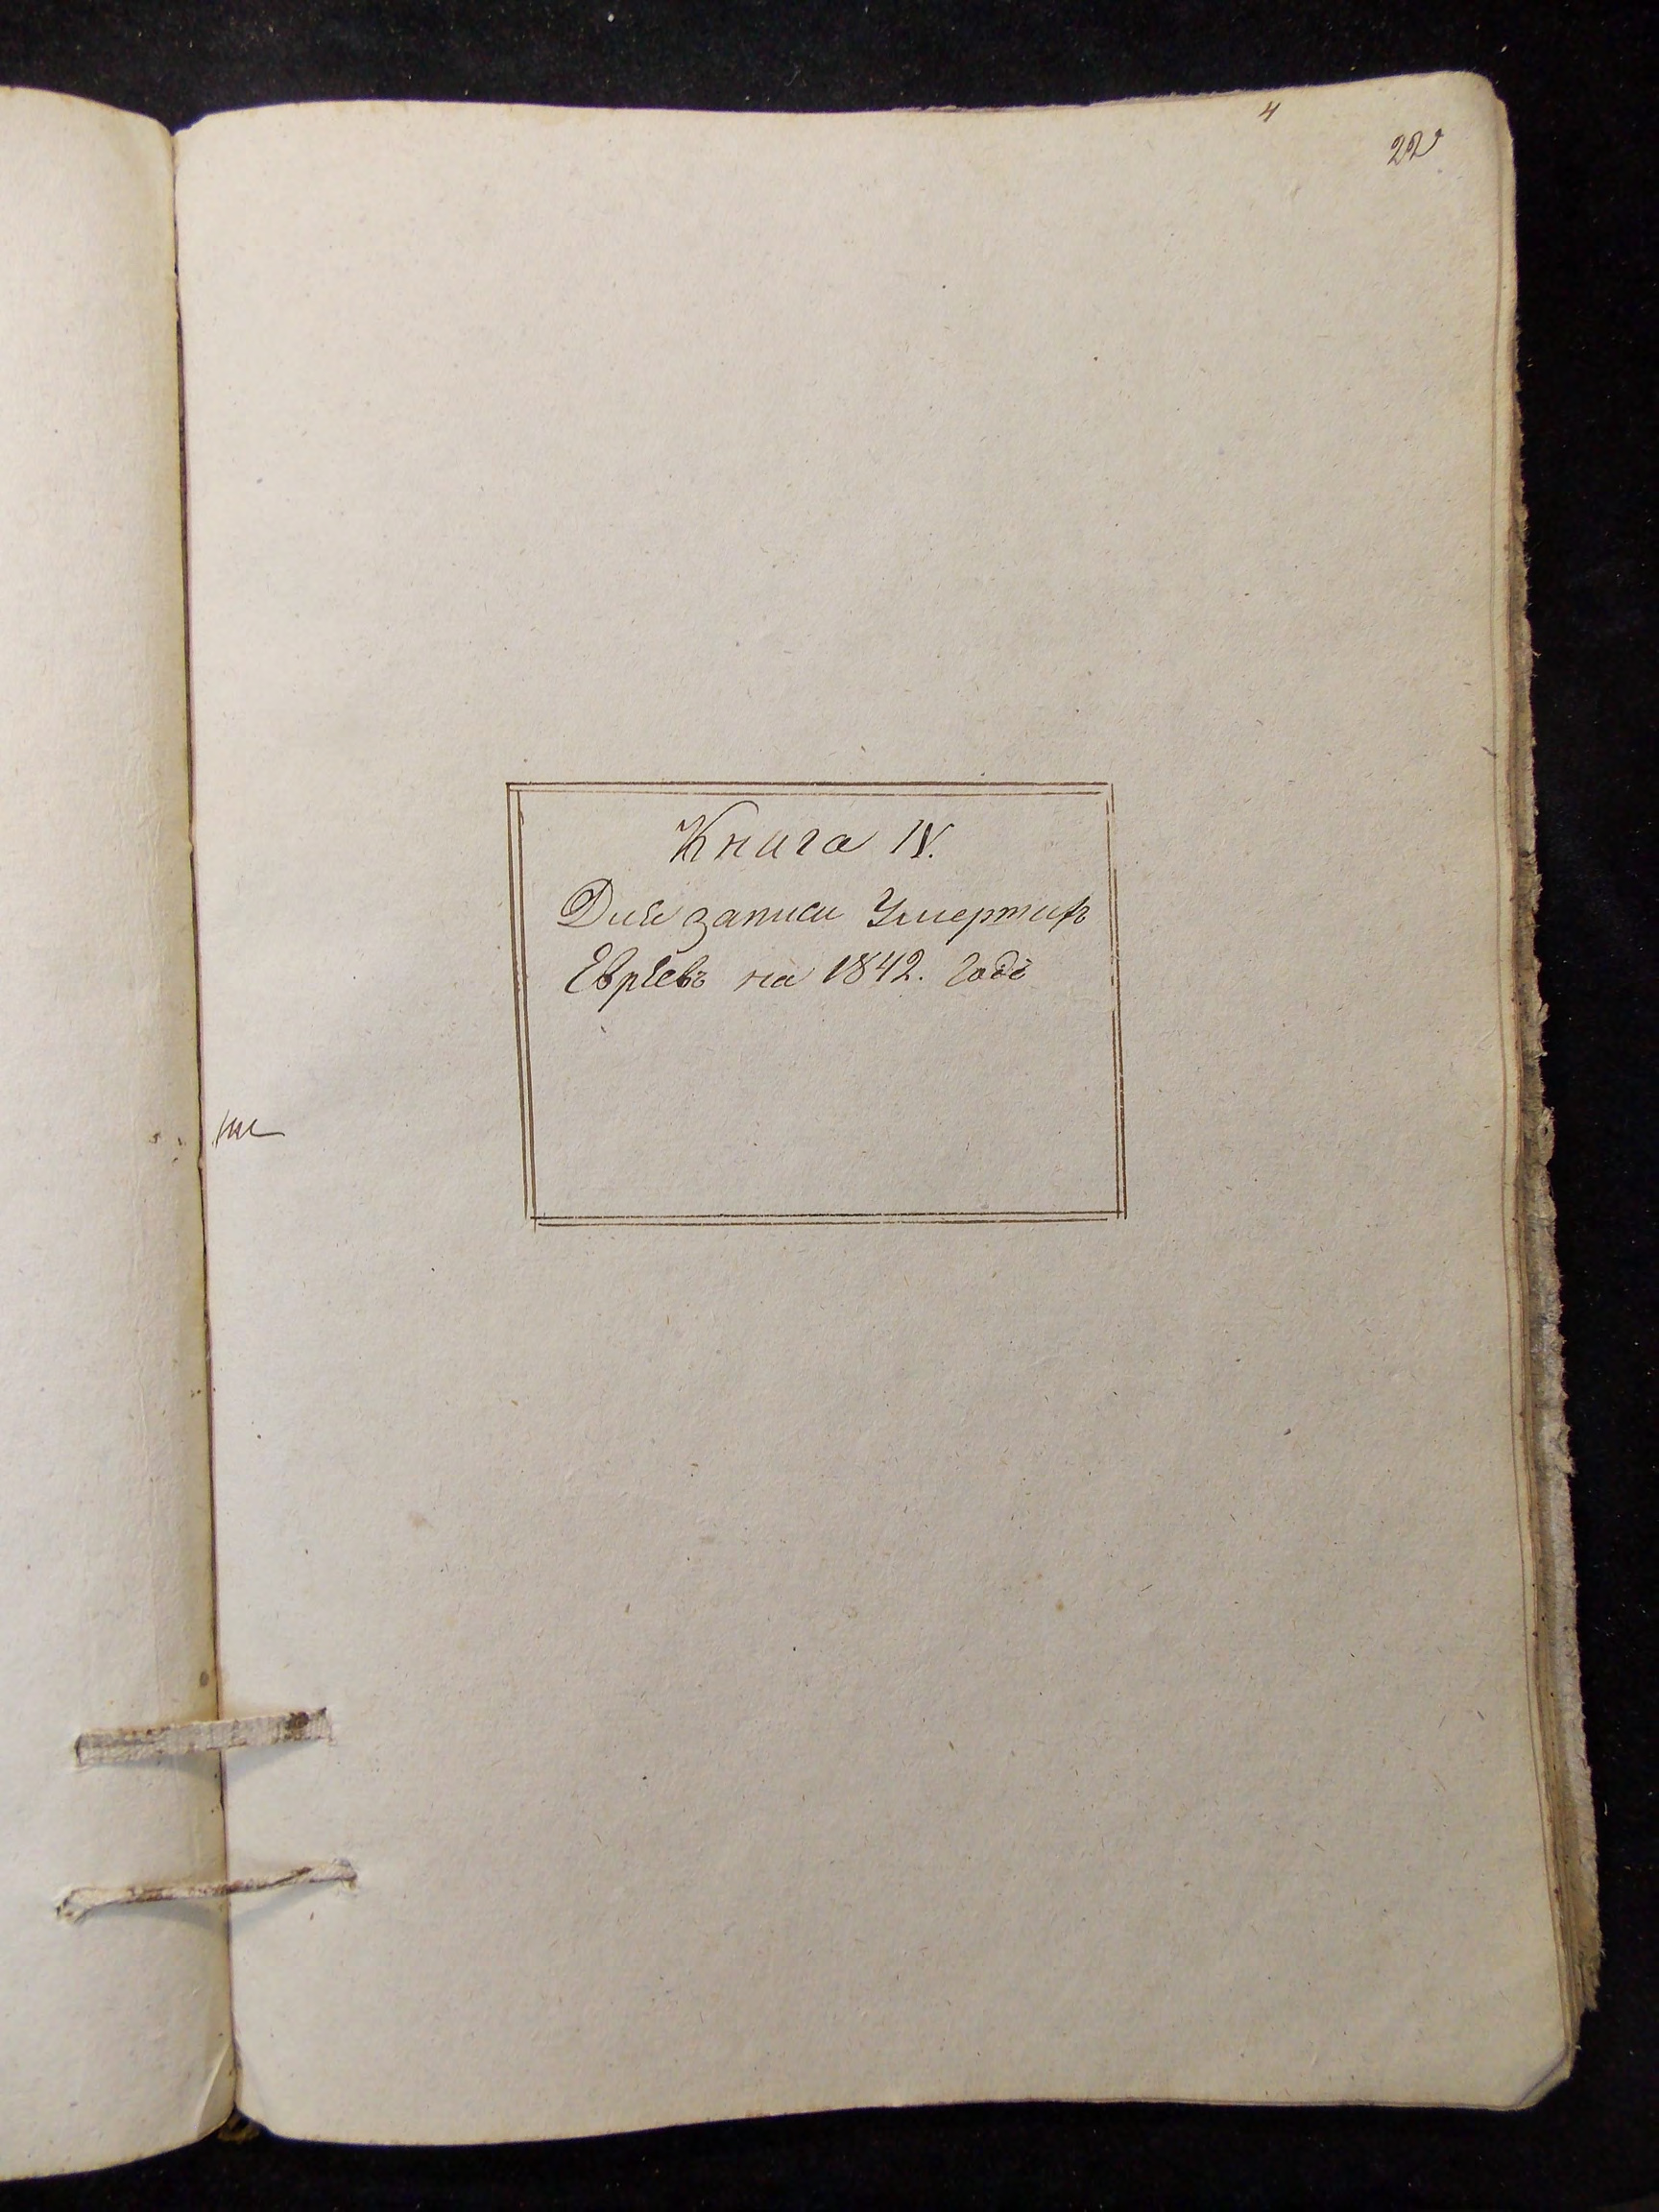 4
22
Книга IV.
Для записи Умершихъ
Евреевъ на 1842. Годъ